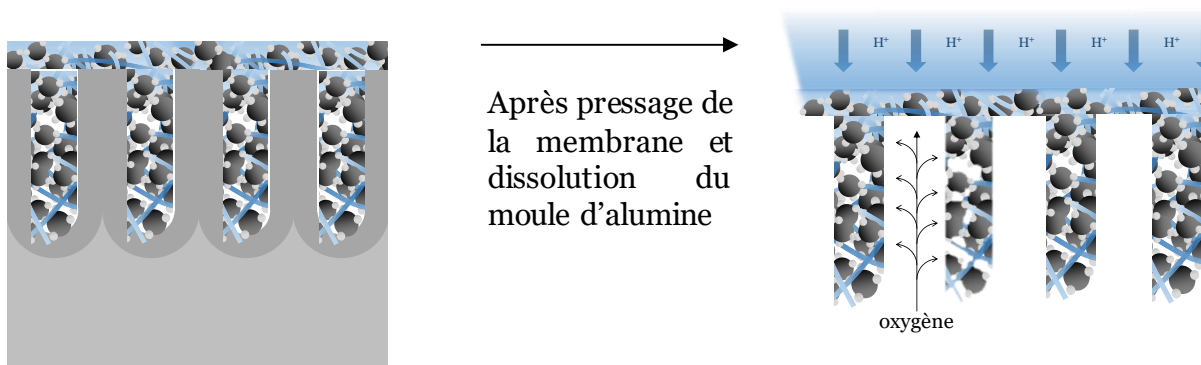 H⁺ H⁺ H⁺ H⁺ H⁺
Après pressage de
la membrane et
dissolution du
moule d’alumine
oxygène